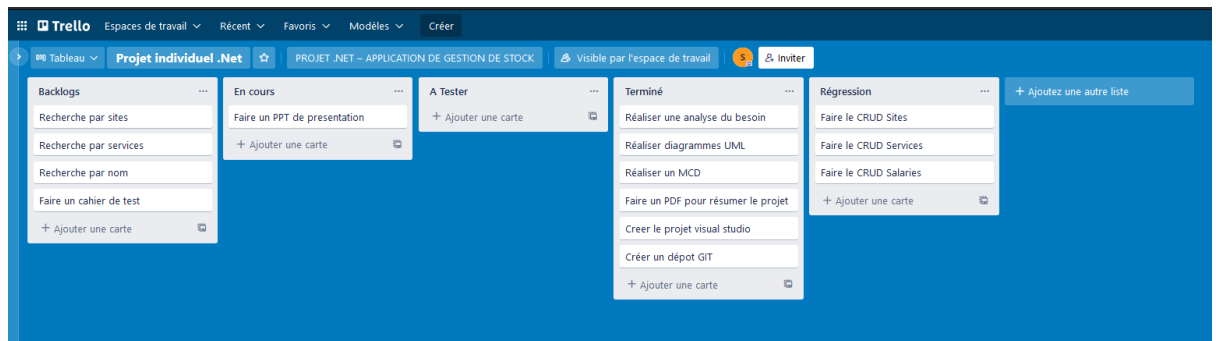 Trello Espaces de travail Récent Favoris Modèles Créer
Tableau Projet individuel .Net PROJET .NET – APPLICATION DE GESTION DE STOCK Visible par l'espace de travail S Inviter
Backlogs
Recherche par sites
Recherche par services
Recherche par nom
Faire un cahier de test
+ Ajouter une carte
En cours
Faire un PPT de presentation
+ Ajouter une carte
A Tester
+ Ajouter une carte
Terminé
Réaliser une analyse du besoin
Réaliser diagrammes UML
Réaliser un MCD
Faire un PDF pour résumer le projet
Creer le projet visual studio
Créer un dépot GIT
+ Ajouter une carte
Régression
Faire le CRUD Sites
Faire le CRUD Services
Faire le CRUD Salaries
+ Ajouter une carte
+ Ajoutez une autre liste